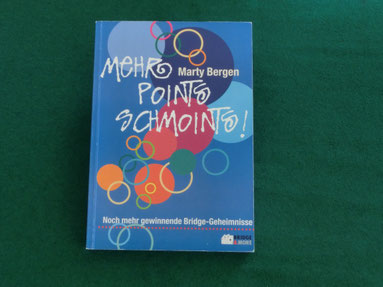 MEHR
Marty Bergen
POINTS
SCHMOINTS!
Noch mehr gewinnende Bridge-Geheimnisse